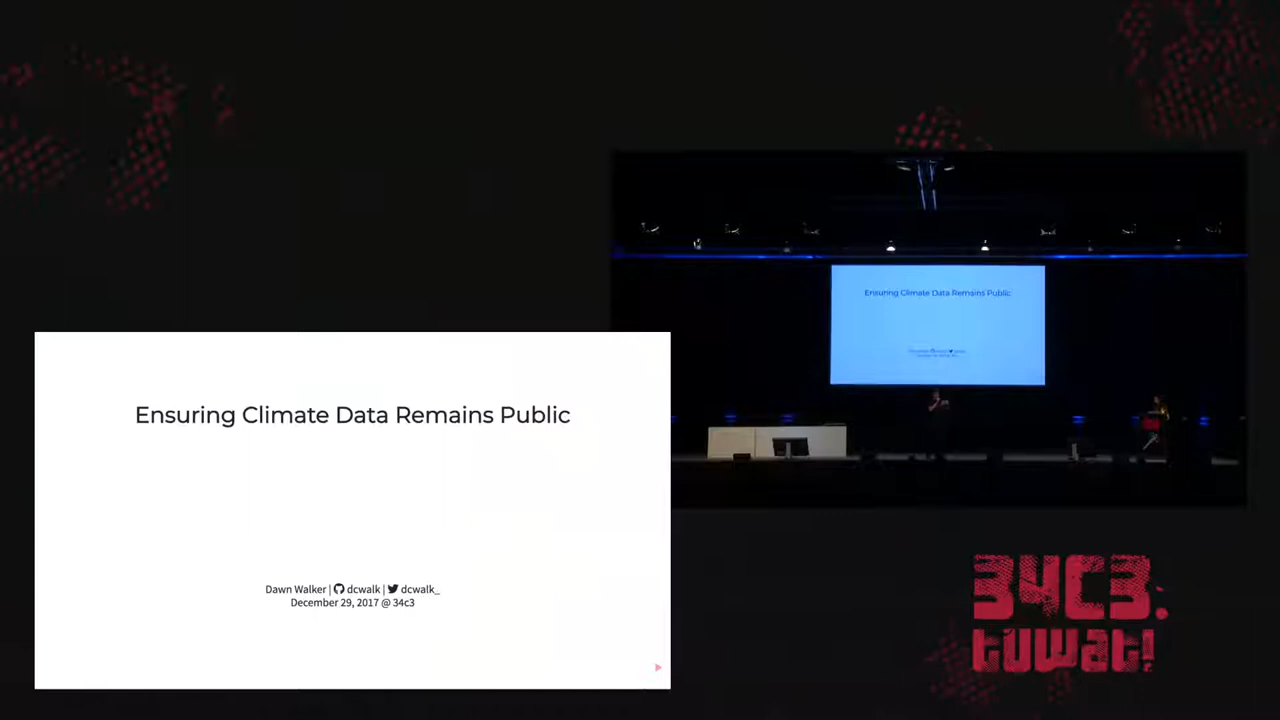 Ensuring Climate Data Remains Public
Ensuring Climate Data Remains Public
Dawn Walker | dcwalk | dcwalk_
December 29, 2017 @ 34c3
34C3:
tuwat!